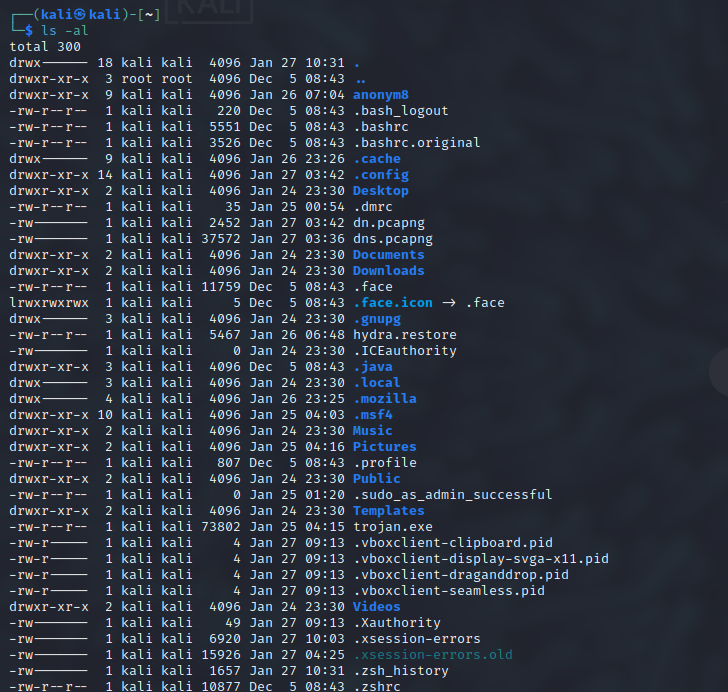 KALI
┌──(kali㉿kali)-[~]
└─$ ls -al
total 300
drwx------ 18 kali kali  4096 Jan 27 10:31 .
drwxr-xr-x  3 root root  4096 Dec  5 08:43 ..
drwxr-xr-x  9 kali kali  4096 Jan 26 07:04 anonym8
-rw-r--r--  1 kali kali   220 Dec  5 08:43 .bash_logout
-rw-r--r--  1 kali kali  5551 Dec  5 08:43 .bashrc
-rw-r--r--  1 kali kali  3526 Dec  5 08:43 .bashrc.original
drwx------  9 kali kali  4096 Jan 26 23:26 .cache
drwxr-xr-x 14 kali kali  4096 Jan 27 03:42 .config
drwxr-xr-x  2 kali kali  4096 Jan 24 23:30 Desktop
-rw-r--r--  1 kali kali    35 Jan 25 00:54 .dmrc
-rw-------  1 kali kali  2452 Jan 27 03:42 dn.pcapng
-rw-------  1 kali kali 37572 Jan 27 03:36 dns.pcapng
drwxr-xr-x  2 kali kali  4096 Jan 24 23:30 Documents
drwxr-xr-x  2 kali kali  4096 Jan 24 23:30 Downloads
-rw-r--r--  1 kali kali 11759 Dec  5 08:43 .face
lrwxrwxrwx  1 kali kali     5 Dec  5 08:43 .face.icon -> .face
drwx------  3 kali kali  4096 Jan 24 23:30 .gnupg
-rw-r--r--  1 kali kali  5467 Jan 26 06:48 hydra.restore
-rw-------  1 kali kali     0 Jan 24 23:30 .ICEauthority
drwxr-xr-x  3 kali kali  4096 Dec  5 08:43 .java
drwx------  3 kali kali  4096 Jan 24 23:30 .local
drwx------  4 kali kali  4096 Jan 26 23:25 .mozilla
drwxr-xr-x 10 kali kali  4096 Jan 25 04:03 .msf4
drwxr-xr-x  2 kali kali  4096 Jan 24 23:30 Music
drwxr-xr-x  2 kali kali  4096 Jan 25 04:16 Pictures
-rw-r--r--  1 kali kali   807 Dec  5 08:43 .profile
drwxr-xr-x  2 kali kali  4096 Jan 24 23:30 Public
-rw-r--r--  1 kali kali     0 Jan 25 01:20 .sudo_as_admin_successful
drwxr-xr-x  2 kali kali  4096 Jan 24 23:30 Templates
-rw-r--r--  1 kali kali 73802 Jan 25 04:15 trojan.exe
-rw-r-----  1 kali kali     4 Jan 27 09:13 .vboxclient-clipboard.pid
-rw-r-----  1 kali kali     4 Jan 27 09:13 .vboxclient-display-svga-x11.pid
-rw-r-----  1 kali kali     4 Jan 27 09:13 .vboxclient-draganddrop.pid
-rw-r-----  1 kali kali     4 Jan 27 09:13 .vboxclient-seamless.pid
drwxr-xr-x  2 kali kali  4096 Jan 24 23:30 Videos
-rw-------  1 kali kali    49 Jan 27 09:13 .Xauthority
-rw-------  1 kali kali  6920 Jan 27 10:03 .xsession-errors
-rw-------  1 kali kali 15926 Jan 27 04:25 .xsession-errors.old
-rw-------  1 kali kali  1657 Jan 27 10:31 .zsh_history
-rw-r--r--  1 kali kali 10877 Dec  5 08:43 .zshrc